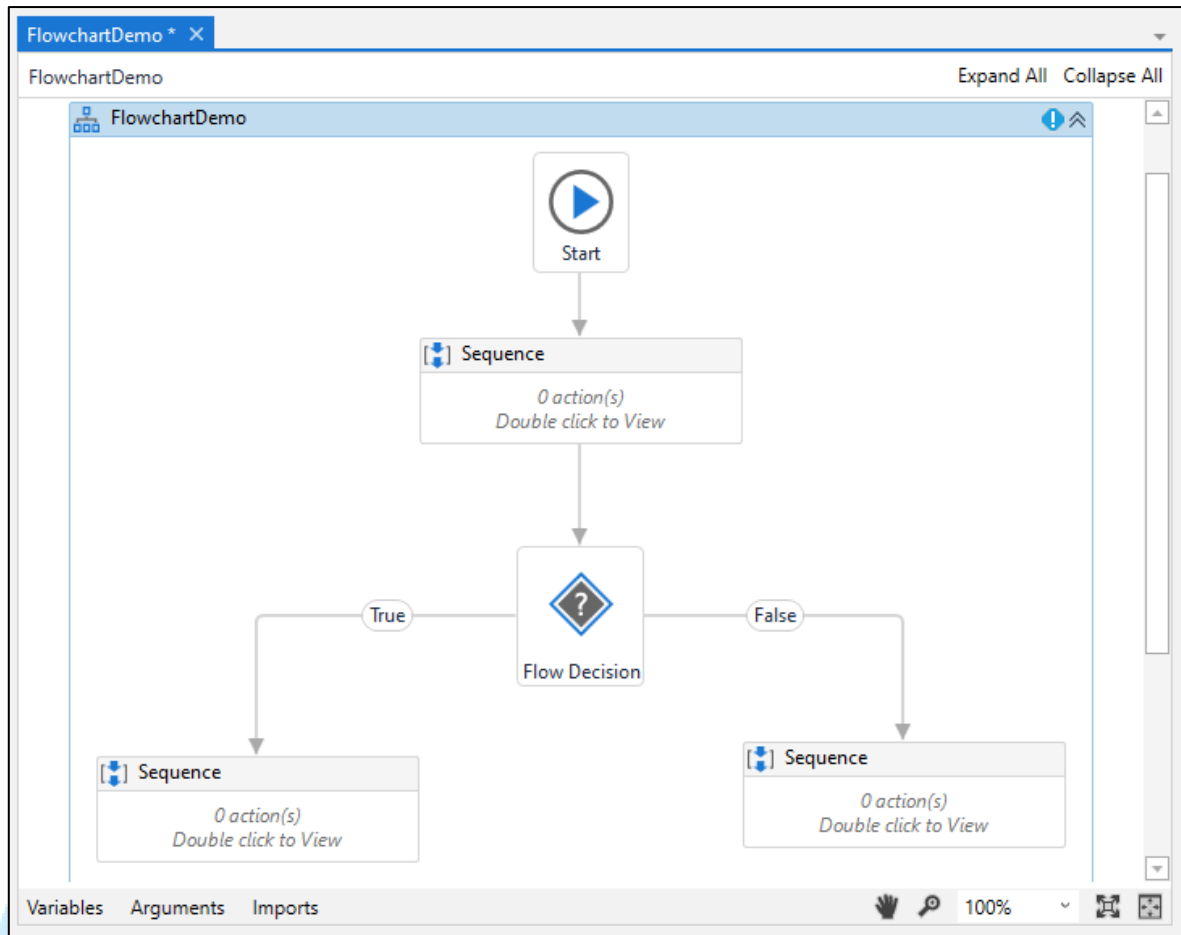 FlowchartDemo *
FlowchartDemo
Expand All Collapse All
FlowchartDemo
Start
Sequence
0 action(s)
Double click to View
True
?
False
Flow Decision
Sequence
0 action(s)
Double click to View
Sequence
0 action(s)
Double click to View
Variables Arguments Imports
100%